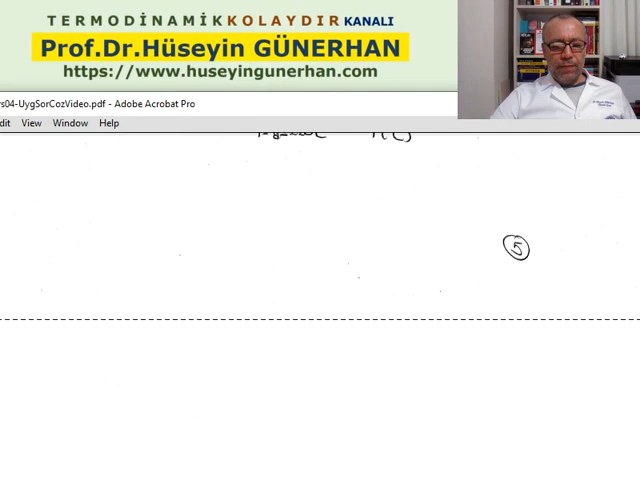 TERMODİNAMİKKOLAYDIR KANALI
Prof.Dr.Hüseyin GÜNERHAN
https://www.huseyingunerhan.com
rs04-UygSorCozVideo.pdf - Adobe Acrobat Pro
dit View Window Help
5